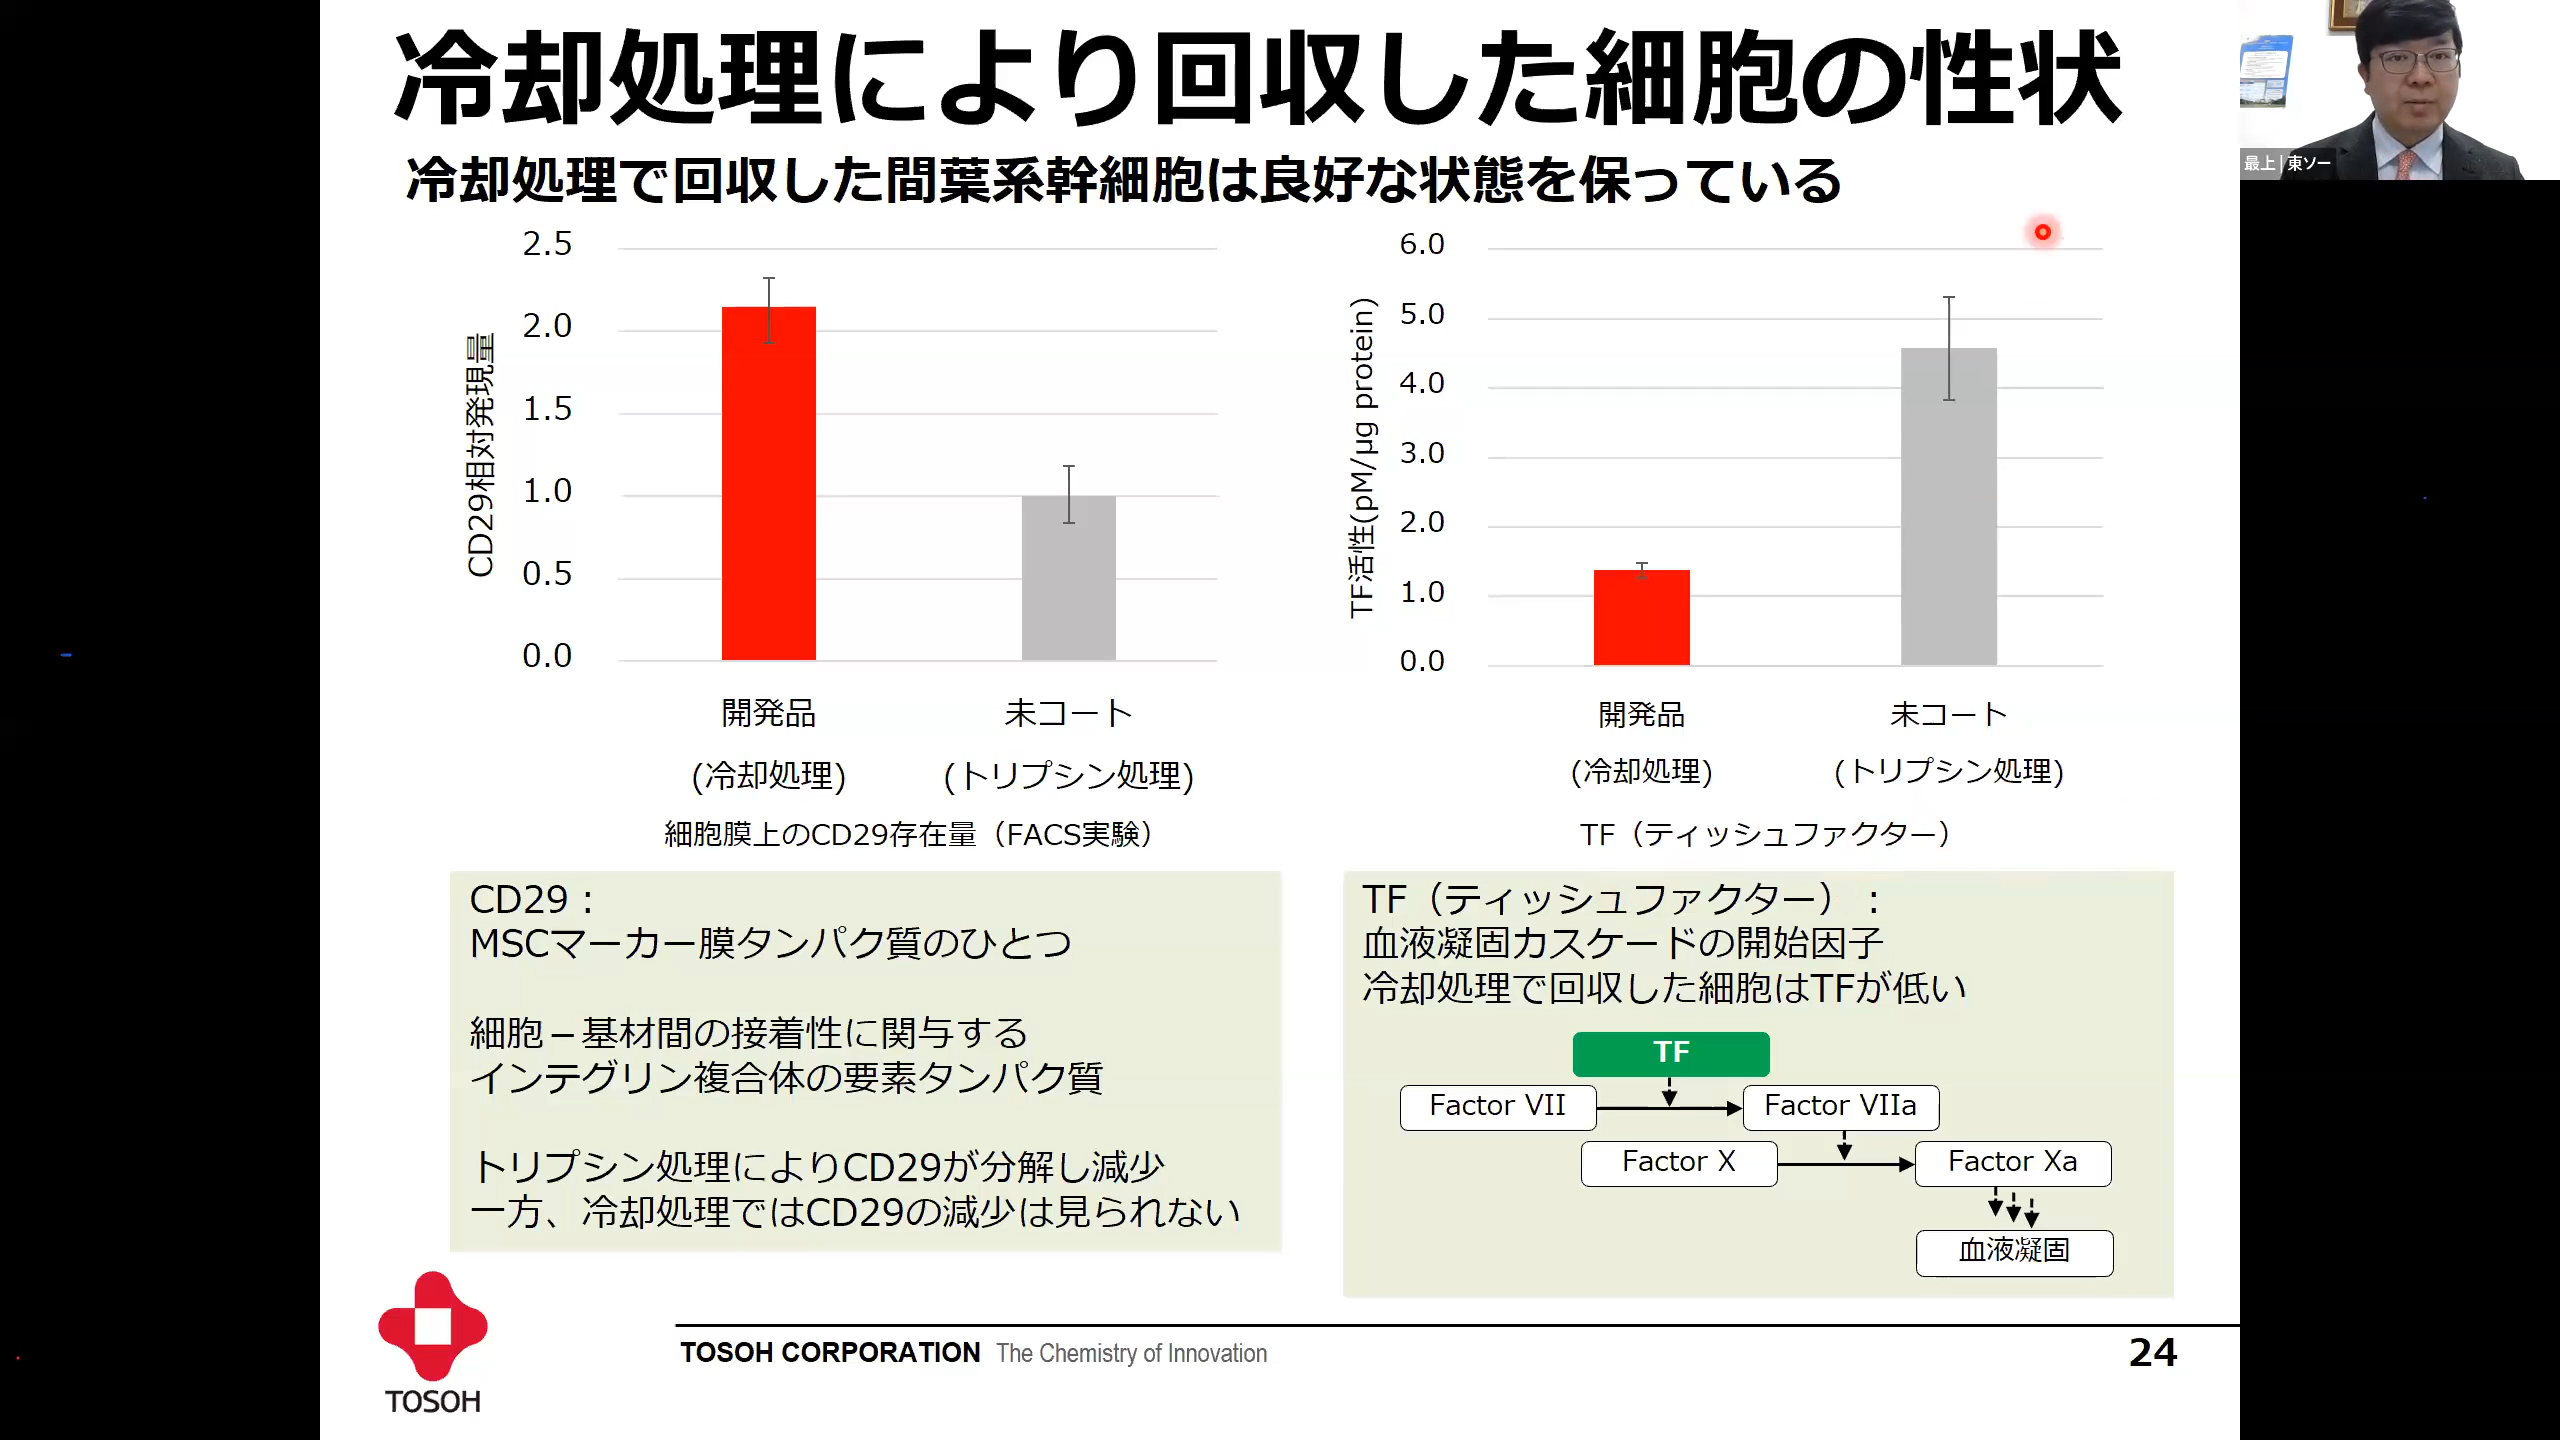 冷却処理により回収した細胞の性状
最上 | 東ソー
冷却処理で回収した間葉系幹細胞は良好な状態を保っている
CD29相対発現量
2.5
2.0
1.5
1.0
0.5
0.0
開発品
(冷却処理)
未コート
(トリプシン処理)
細胞膜上のCD29存在量（FACS実験）
TF活性(pM/μg protein)
6.0
5.0
4.0
3.0
2.0
1.0
0.0
開発品
(冷却処理)
未コート
(トリプシン処理)
TF（ティッシュファクター）
CD29：
MSCマーカー膜タンパク質のひとつ
細胞－基材間の接着性に関与する
インテグリン複合体の要素タンパク質
トリプシン処理によりCD29が分解し減少
一方、冷却処理ではCD29の減少は見られない
TF（ティッシュファクター）：
血液凝固カスケードの開始因子
冷却処理で回収した細胞はTFが低い
TF
Factor VII
Factor VIIa
Factor X
Factor Xa
血液凝固
TOSOH
TOSOH CORPORATION The Chemistry of Innovation
24